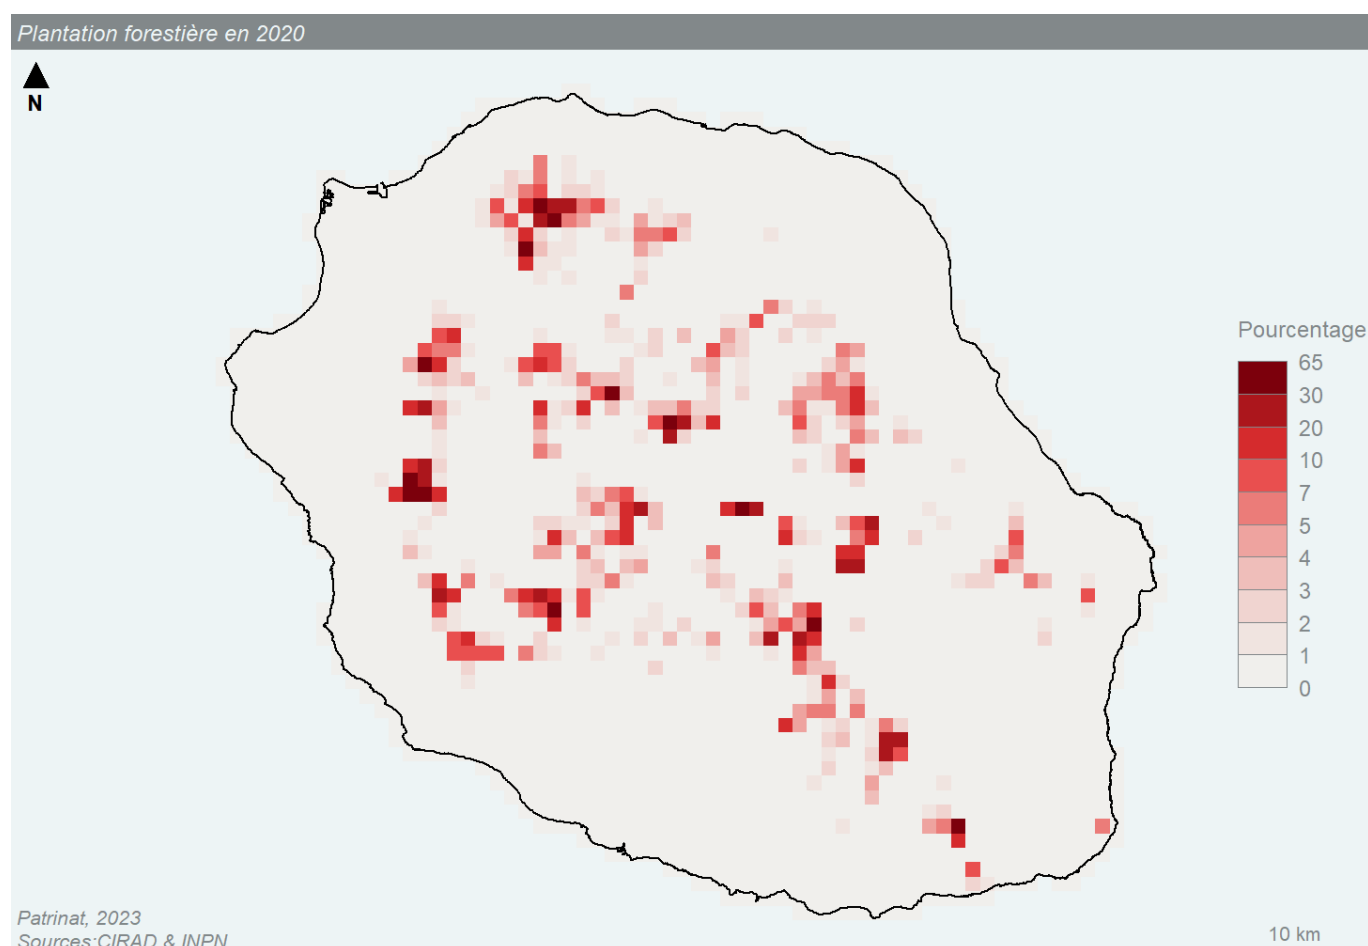 Plantation forestière en 2020
N
Pourcentage
65
30
20
10
7
5
4
3
2
1
0
Patrinat, 2023
Sources:CIRAD & INPN
10 km